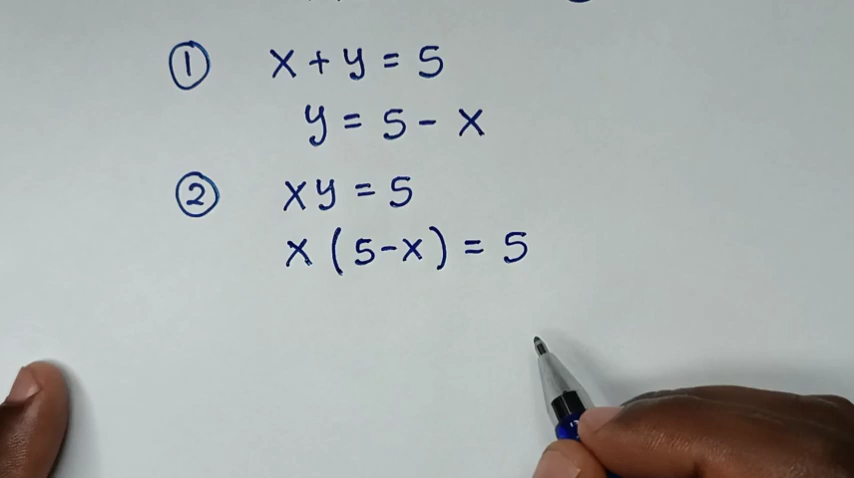 ① x + y = 5
y = 5 - x
② xy = 5
x (5-x) = 5